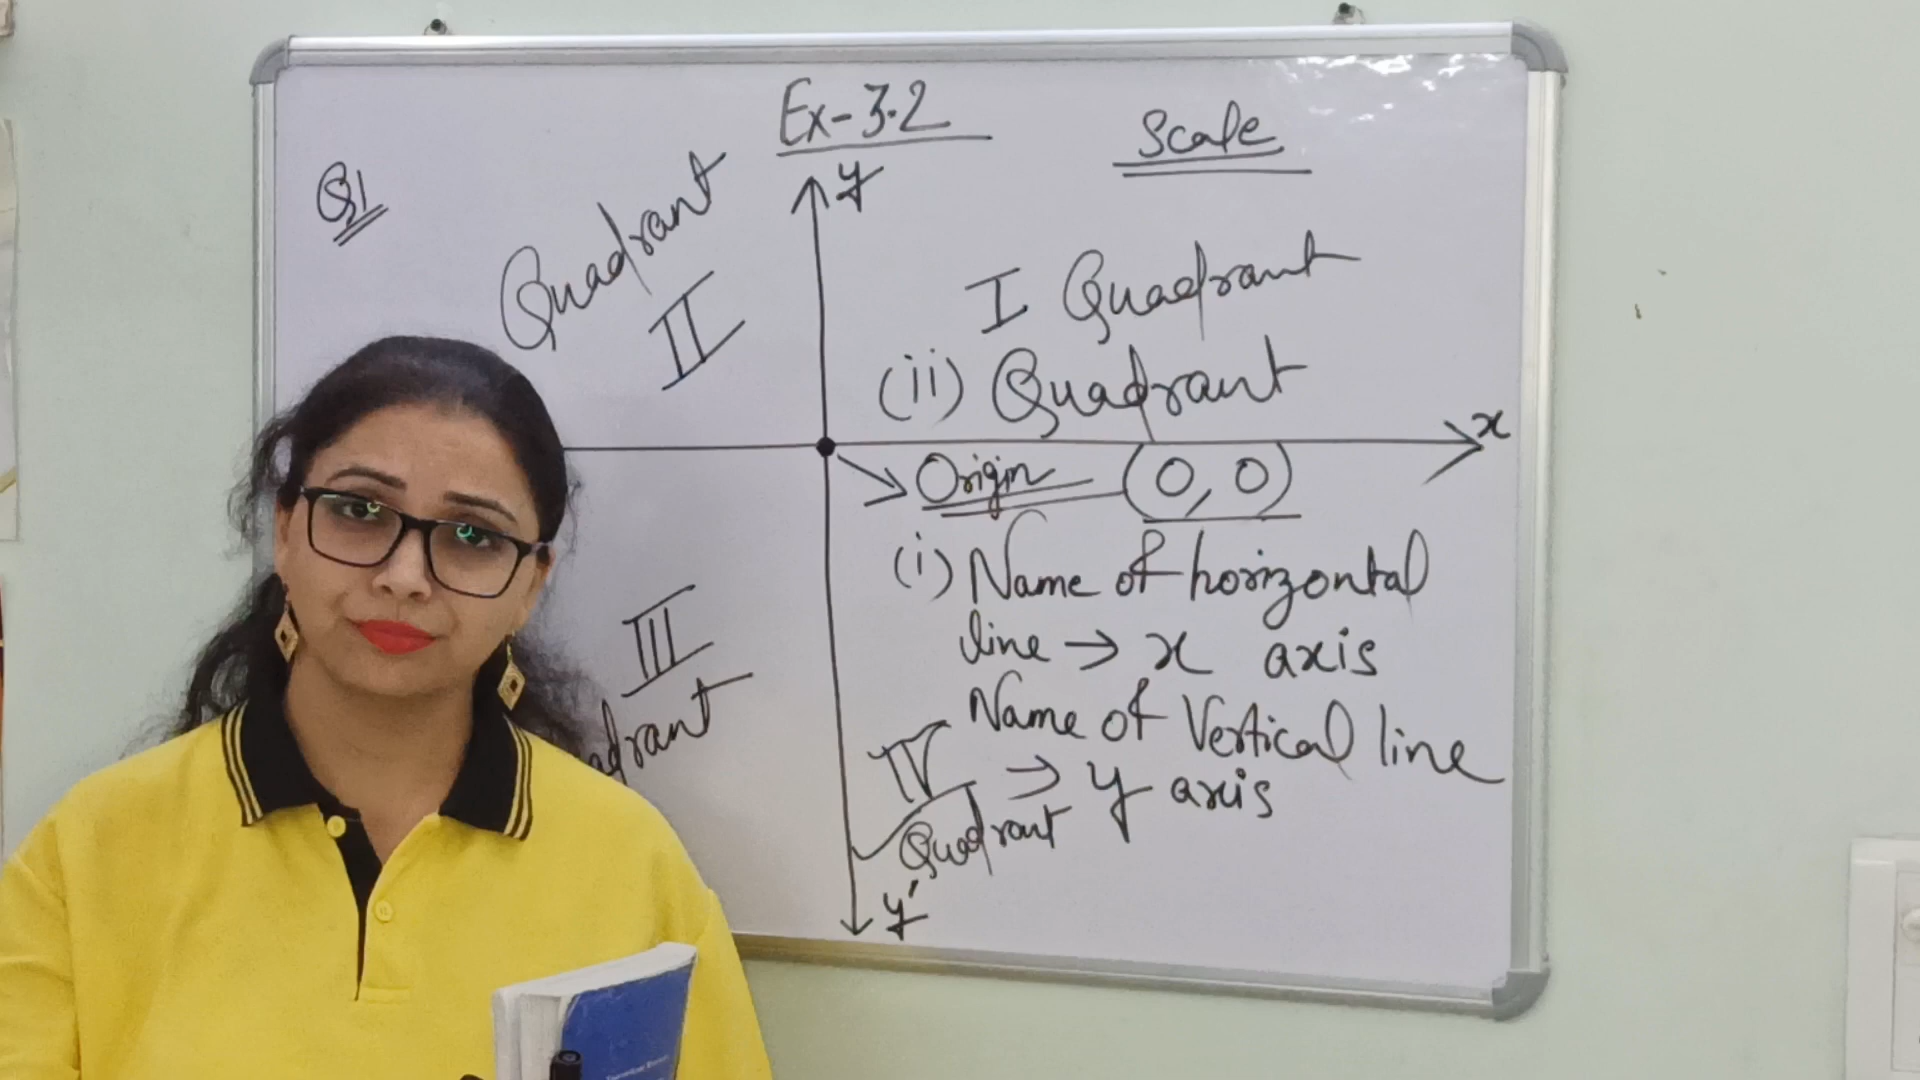 Ex-3.2
Scale
Q1
y
Quadrant
II
I Quadrant
(ii) Quadrant
x
Origin (0,0)
(i) Name of horizontal
line → x axis
Name of Vertical line
→ y axis
III
IV
Quadrant
y'